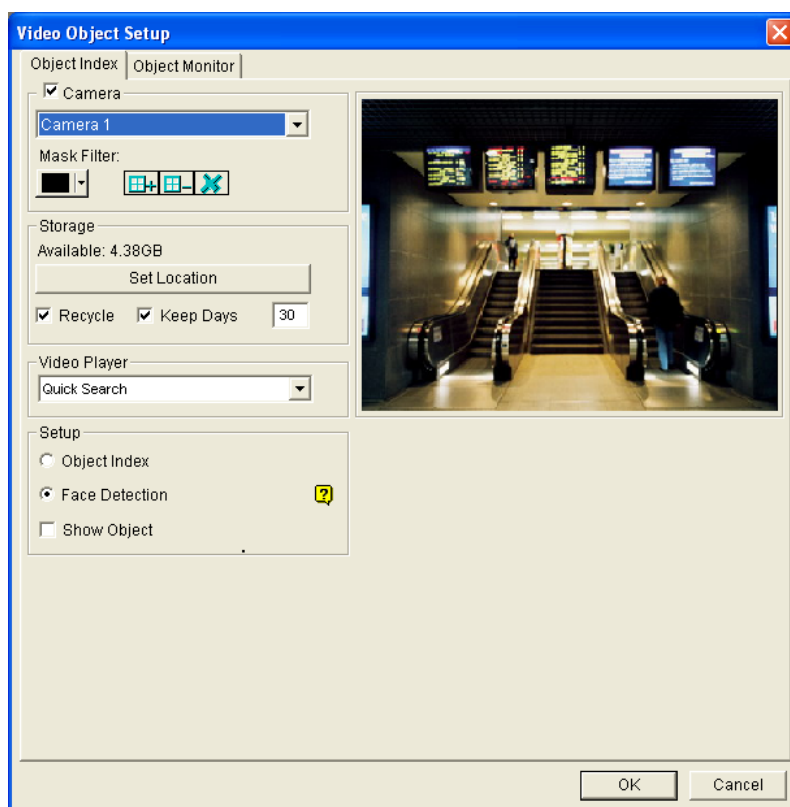 Video Object Setup
Object Index
Object Monitor
Camera
Camera 1
Mask Filter:
Storage
Available: 4.38GB
Set Location
Recycle
Keep Days
30
Video Player
Quick Search
Setup
Object Index
Face Detection
?
Show Object
OK
Cancel